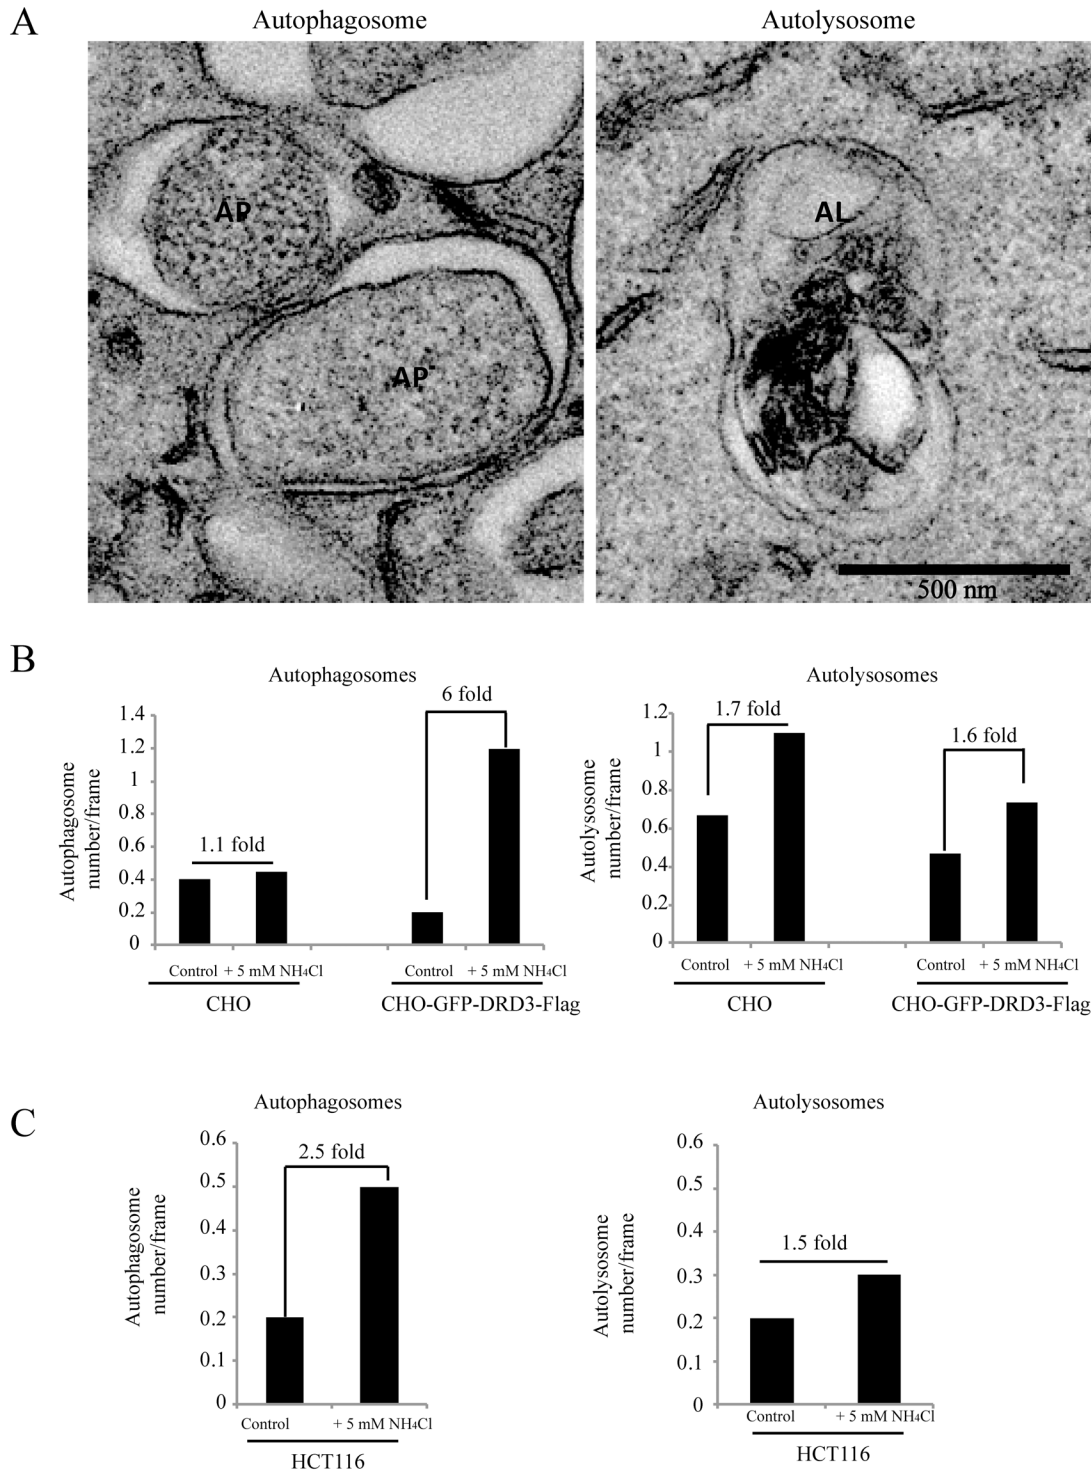 A
Autophagosome
Autolysosome
AP
AP
AL
500 nm
B
Autophagosomes
Autophagosome
number/frame
1.4
1.2
1
0.8
0.6
0.4
0.2
0
1.1 fold
6 fold
Control + 5 mM NH4Cl
Control + 5 mM NH4Cl
CHO
CHO-GFP-DRD3-Flag
Autolysosomes
Autolysosome
number/frame
1.2
1
0.8
0.6
0.4
0.2
0
1.7 fold
1.6 fold
Control + 5 mM NH4Cl
Control + 5 mM NH4Cl
CHO
CHO-GFP-DRD3-Flag
C
Autophagosomes
Autophagosome
number/frame
0.6
0.5
0.4
0.3
0.2
0.1
0
2.5 fold
Control + 5 mM NH4Cl
HCT116
Autolysosomes
Autolysosome
number/frame
0.6
0.5
0.4
0.3
0.2
0.1
0
1.5 fold
Control + 5 mM NH4Cl
HCT116